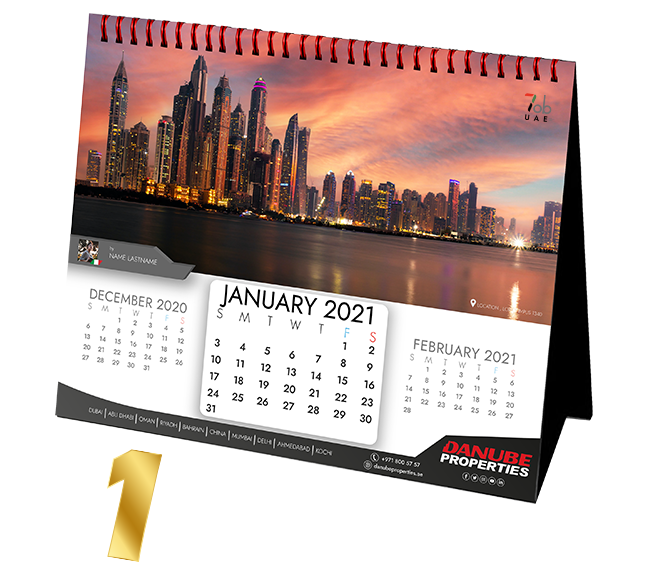 7ob
UAE
by
NAME LASTNAME
DECEMBER 2020
S M T W T F S
1 2 3 4 5
6 7 8 9 10 11 12
13 14 15 16 17 18 19
20 21 22 23 24 25 26
27 28 29 30 31
JANUARY 2021
S M T W T F S
1 2
3 4 5 6 7 8 9
10 11 12 13 14 15 16
17 18 19 20 21 22 23
24 25 26 27 28 29 30
31
FEBRUARY 2021
S M T W T F S
1 2 3 4 5 6
7 8 9 10 11 12 13
14 15 16 17 18 19 20
21 22 23 24 25 26 27
28
DUBAI | ABU DHABI | OMAN | RIYADH | BAHRAIN | CHINA | MUMBAI | DELHI | AHMEDABAD | KOCHI
+971 800 57 57
danubeproperties.ae
DANUBE
PROPERTIES
1